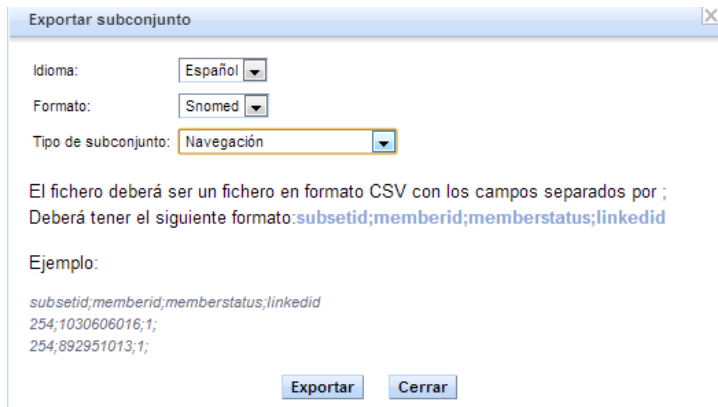 Exportar subconjunto
Idioma: Español
Formato: Snomed
Tipo de subconjunto: Navegación
El fichero deberá ser un fichero en formato CSV con los campos separados por ;
Deberá tener el siguiente formato:subsetid;memberid;memberstatus;linkedid
Ejemplo:
subsetid;memberid;memberstatus;linkedid
254;1030606016;1;
254;892951013;1;
Exportar Cerrar